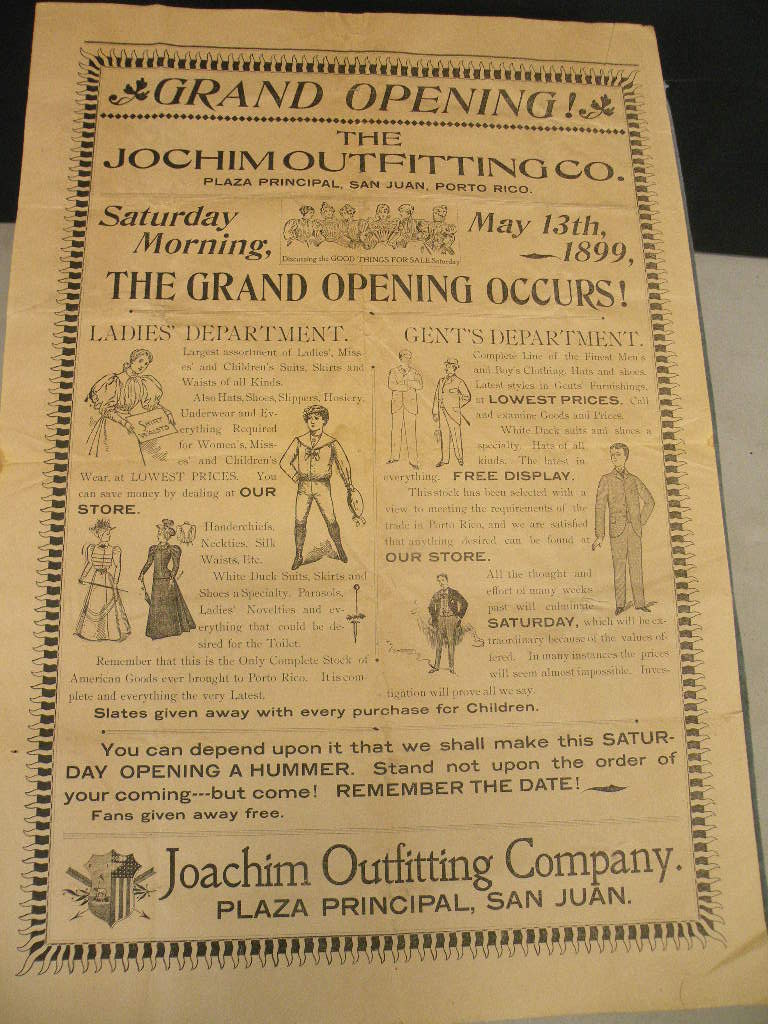 GRAND OPENING!
THE
JOCHIM OUTFITTING CO.
PLAZA PRINCIPAL, SAN JUAN, PORTO RICO.
Saturday
Morning,
Discussing the GOOD THINGS FOR SALE Saturday
May 13th,
1899,
THE GRAND OPENING OCCURS!
LADIES' DEPARTMENT.
Largest assortment of Ladies', Miss-
es' and Children's Suits, Skirts and
Waists of all Kinds.
Also Hats, Shoes, Slippers, Hosiery,
Underwear and Ev-
erything Required
for Women's, Miss-
es' and Children's
Wear, at LOWEST PRICES. You
can save money by dealing at OUR
STORE.
SHIRT
WAISTS
Handerchiefs,
Neckties, Silk
Waists, Etc.
White Duck Suits, Skirts and
Shoes a Specialty. Parasols,
Ladies' Novelties and ev-
erything that could be de-
sired for the Toilet.
Remember that this is the Only Complete Stock of
American Goods ever brought to Porto Rico. It is com-
plete and everything the very Latest.
GENT'S DEPARTMENT.
Complete Line of the Finest Men's
and Boy's Clothing, Hats and shoes.
Latest styles in Gents' Furnishings,
at LOWEST PRICES. Call
and examine Goods and Prices.
White Duck suits and shoes a
specialty. Hats of all
kinds. The latest in
everything. FREE DISPLAY.
This stock has been selected with a
view to meeting the requirements of the
trade in Porto Rico, and we are satisfied
that anything desired can be found at
OUR STORE.
All the thought and
effort of many weeks
past will culminate
SATURDAY, which will be ex-
traordinary because of the values of-
fered. In many instances the prices
will seem almost impossible. Inves-
tigation will prove all we say.
Slates given away with every purchase for Children.
You can depend upon it that we shall make this SATUR-
DAY OPENING A HUMMER. Stand not upon the order of
your coming---but come! REMEMBER THE DATE!
Fans given away free.
Joachim Outfitting Company.
PLAZA PRINCIPAL, SAN JUAN.